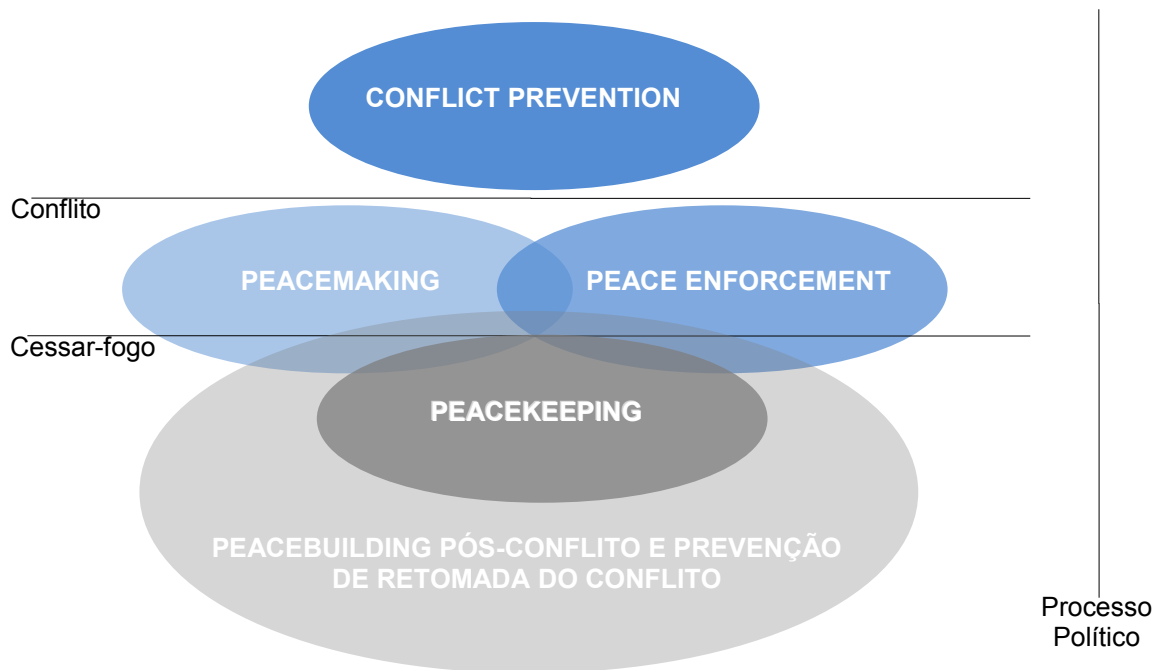 CONFLICT PREVENTION
Conflito
PEACEMAKING
PEACE ENFORCEMENT
Cessar-fogo
PEACEKEEPING
PEACEBUILDING PÓS-CONFLITO E PREVENÇÃO
DE RETOMADA DO CONFLITO
Processo
Político